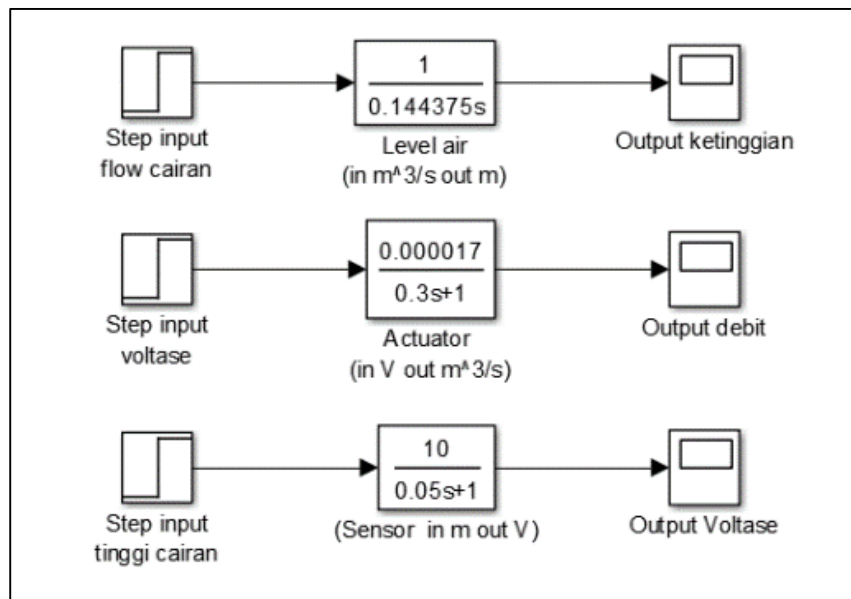 1
0.144375s
Step input
flow cairan
Level air
(in m^3/s out m)
Output ketinggian
0.000017
0.3s+1
Step input
voltase
Actuator
(in V out m^3/s)
Output debit
10
0.05s+1
Step input
tinggi cairan
(Sensor in m out V)
Output Voltase